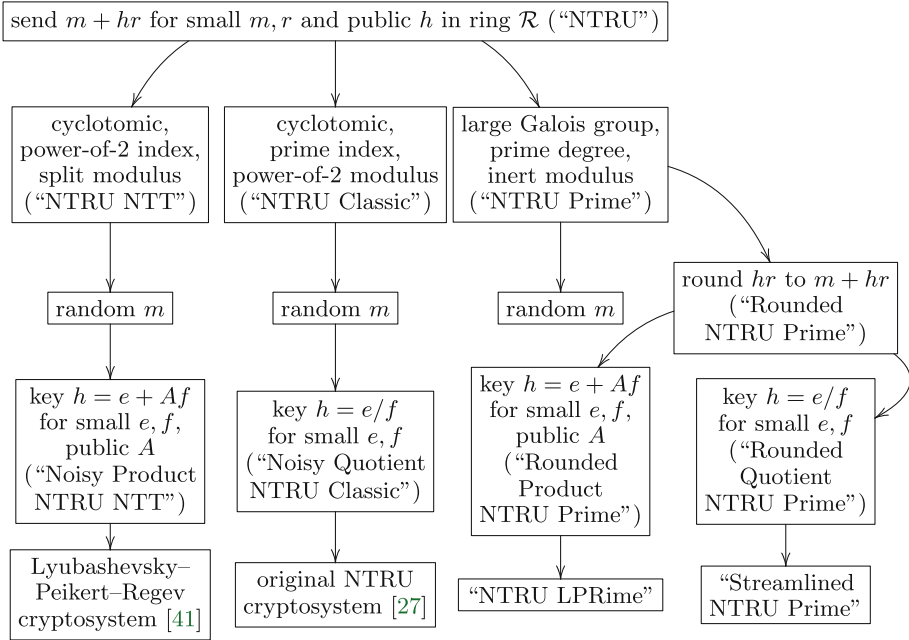 send m + hr for small m, r and public h in ring ℛ (“NTRU”)
cyclotomic,
power-of-2 index,
split modulus
(“NTRU NTT”)
cyclotomic,
prime index,
power-of-2 modulus
(“NTRU Classic”)
large Galois group,
prime degree,
inert modulus
(“NTRU Prime”)
random m
random m
random m
round hr to m + hr
(“Rounded
NTRU Prime”)
key h = e + Af
for small e, f,
public A
(“Noisy Product
NTRU NTT”)
key h = e/f
for small e, f
(“Noisy Quotient
NTRU Classic”)
key h = e + Af
for small e, f,
public A
(“Rounded
Product
NTRU Prime”)
key h = e/f
for small e, f
(“Rounded
Quotient
NTRU Prime”)
Lyubashevsky–
Peikert–Regev
cryptosystem [41]
original NTRU
cryptosystem [27]
“NTRU LPRime”
“Streamlined
NTRU Prime”